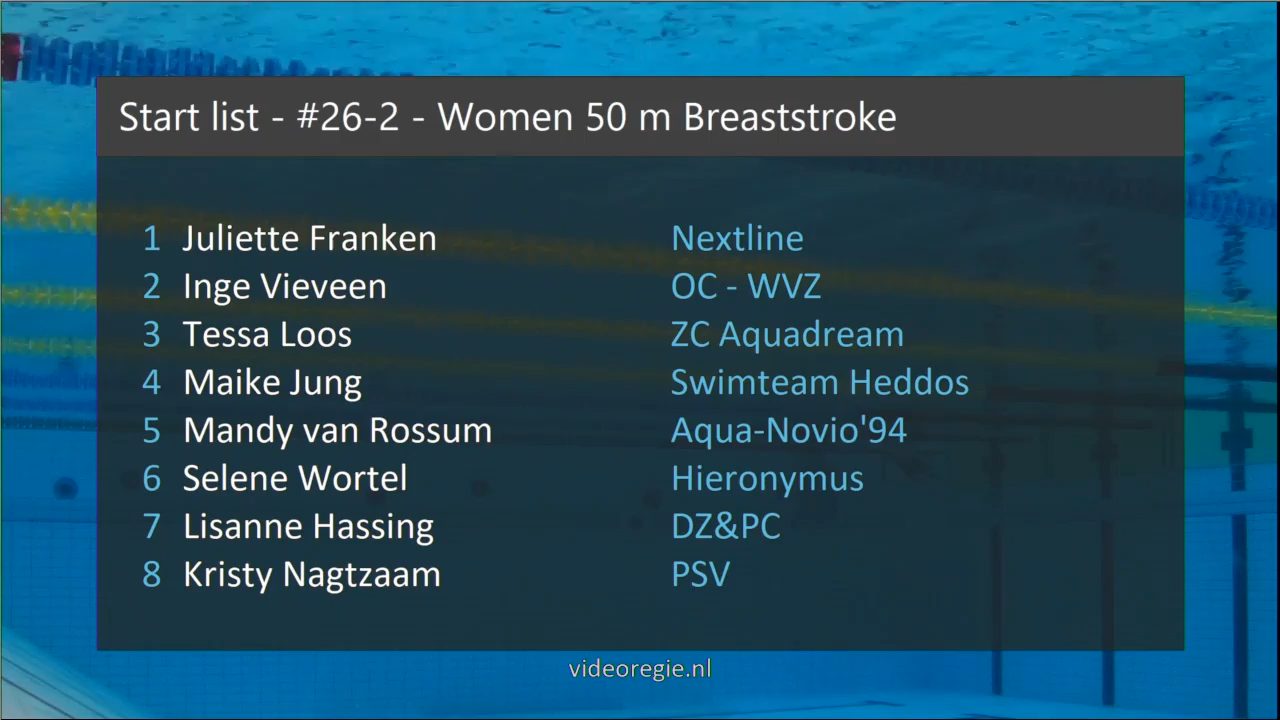 Start list - #26-2 - Women 50 m Breaststroke
1 Juliette Franken Nextline
2 Inge Vieveen OC - WVZ
3 Tessa Loos ZC Aquadream
4 Maike Jung Swimteam Heddos
5 Mandy van Rossum Aqua-Novio'94
6 Selene Wortel Hieronymus
7 Lisanne Hassing DZ&PC
8 Kristy Nagtzaam PSV
videoregie.nl